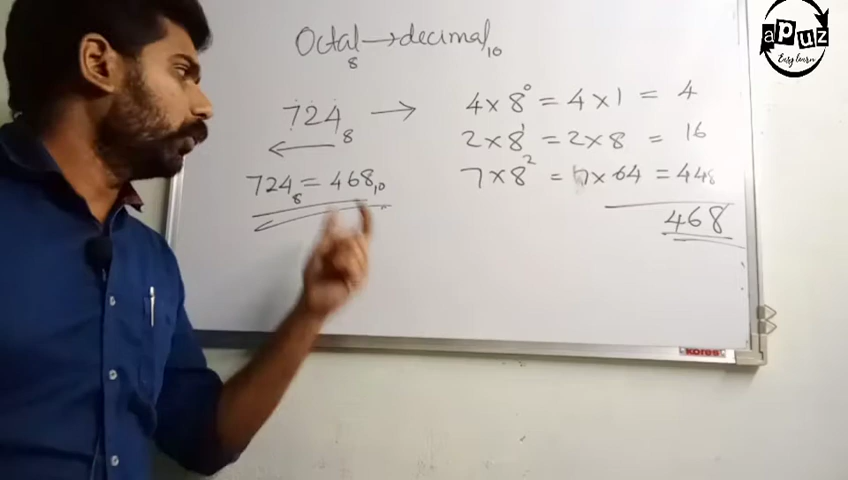 Octal₈ → decimal₁₀
724₈ →
724₈ = 468₁₀
4 × 8⁰ = 4 × 1 = 4
2 × 8¹ = 2 × 8 = 16
7 × 8² = 7 × 64 = 448
468
apuz
Easy learn
kores